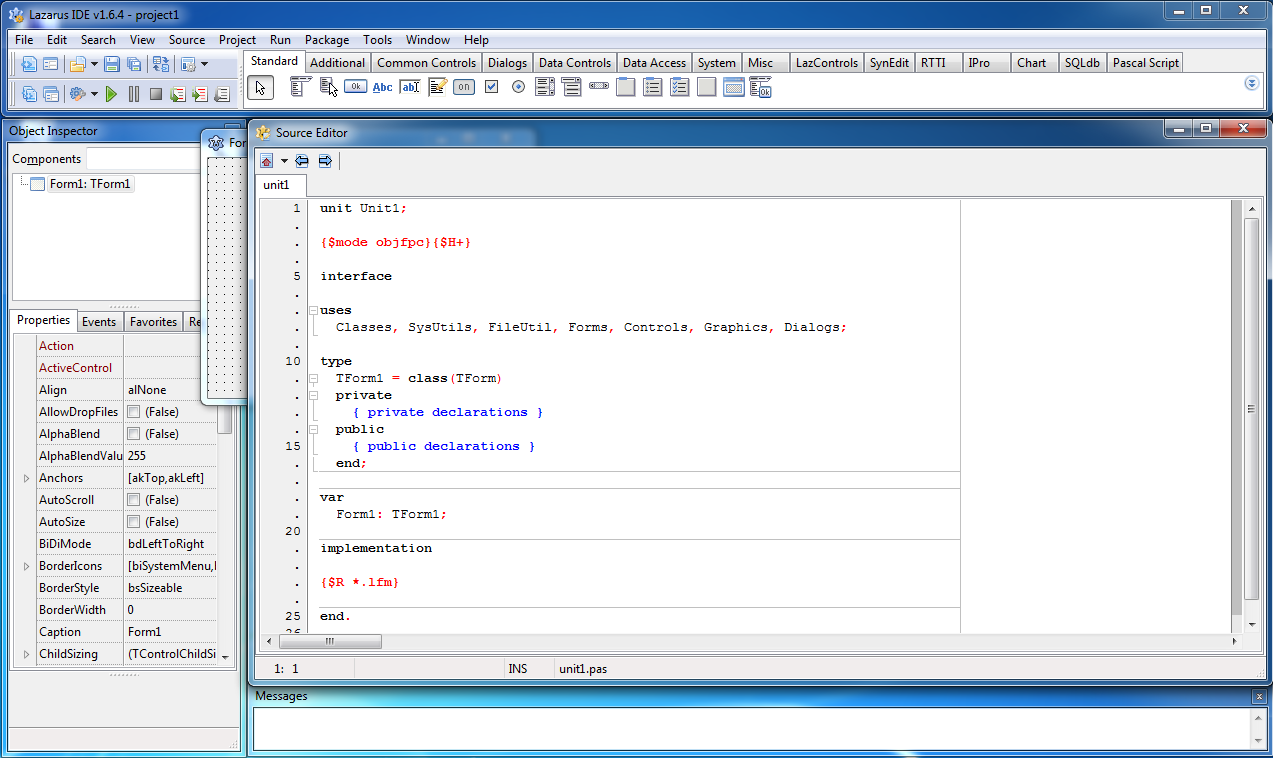 Lazarus IDE v1.6.4 - project1
File Edit Search View Source Project Run Package Tools Window Help
Standard Additional Common Controls Dialogs Data Controls Data Access System Misc LazControls SynEdit RTTI IPro Chart SQLdb Pascal Script
Ok Abc abI on Ok
Object Inspector
Components
Form1: TForm1
Properties Events Favorites Re
Action
ActiveControl
Align alNone
AllowDropFiles (False)
AlphaBlend (False)
AlphaBlendValu 255
Anchors [akTop,akLeft]
AutoScroll (False)
AutoSize (False)
BiDiMode bdLeftToRight
BorderIcons [biSystemMenu,
BorderStyle bsSizeable
BorderWidth 0
Caption Form1
ChildSizing (TControlChildSi
For
Source Editor
unit1
1 unit Unit1;
.
. {$mode objfpc}{$H+}
.
5 interface
.
. uses
. Classes, SysUtils, FileUtil, Forms, Controls, Graphics, Dialogs;
.
10 type
. TForm1 = class(TForm)
. private
. { private declarations }
. public
15 { public declarations }
. end;
.
. var
. Form1: TForm1;
20
. implementation
.
. {$R *.lfm}
.
25 end.
26
1: 1 INS unit1.pas
Messages